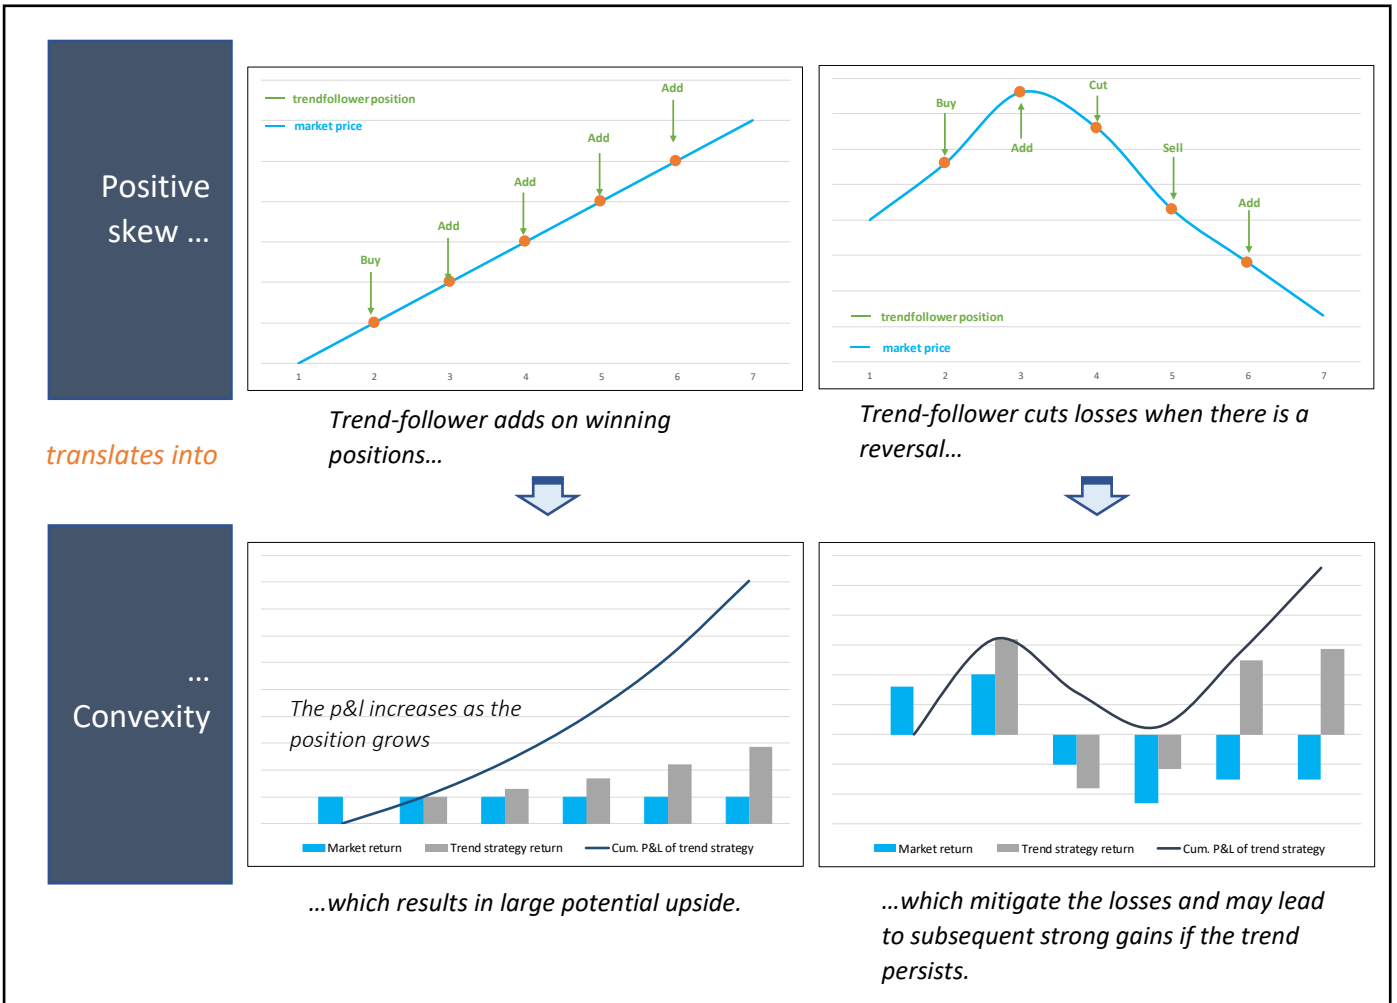 Positive
skew ...
trendfollower position
market price
Buy
Add
Add
Add
Add
1 2 3 4 5 6 7
Buy
Add
Cut
Sell
Add
trendfollower position
market price
1 2 3 4 5 6 7
translates into
Trend-follower adds on winning
positions…
Trend-follower cuts losses when there is a
reversal…
...
Convexity
The p&l increases as the
position grows
Market return Trend strategy return Cum. P&L of trend strategy
Market return Trend strategy return Cum. P&L of trend strategy
…which results in large potential upside.
…which mitigate the losses and may lead
to subsequent strong gains if the trend
persists.